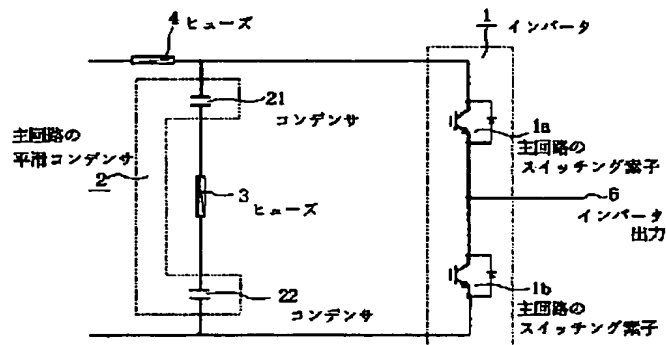 4 ヒューズ
1 インバータ
21
コンデンサ
主回路の
平滑コンデンサ
2
1a
主回路の
スイッチング素子
3
ヒューズ
6
インバータ
出力
22
コンデンサ
1b
主回路の
スイッチング素子